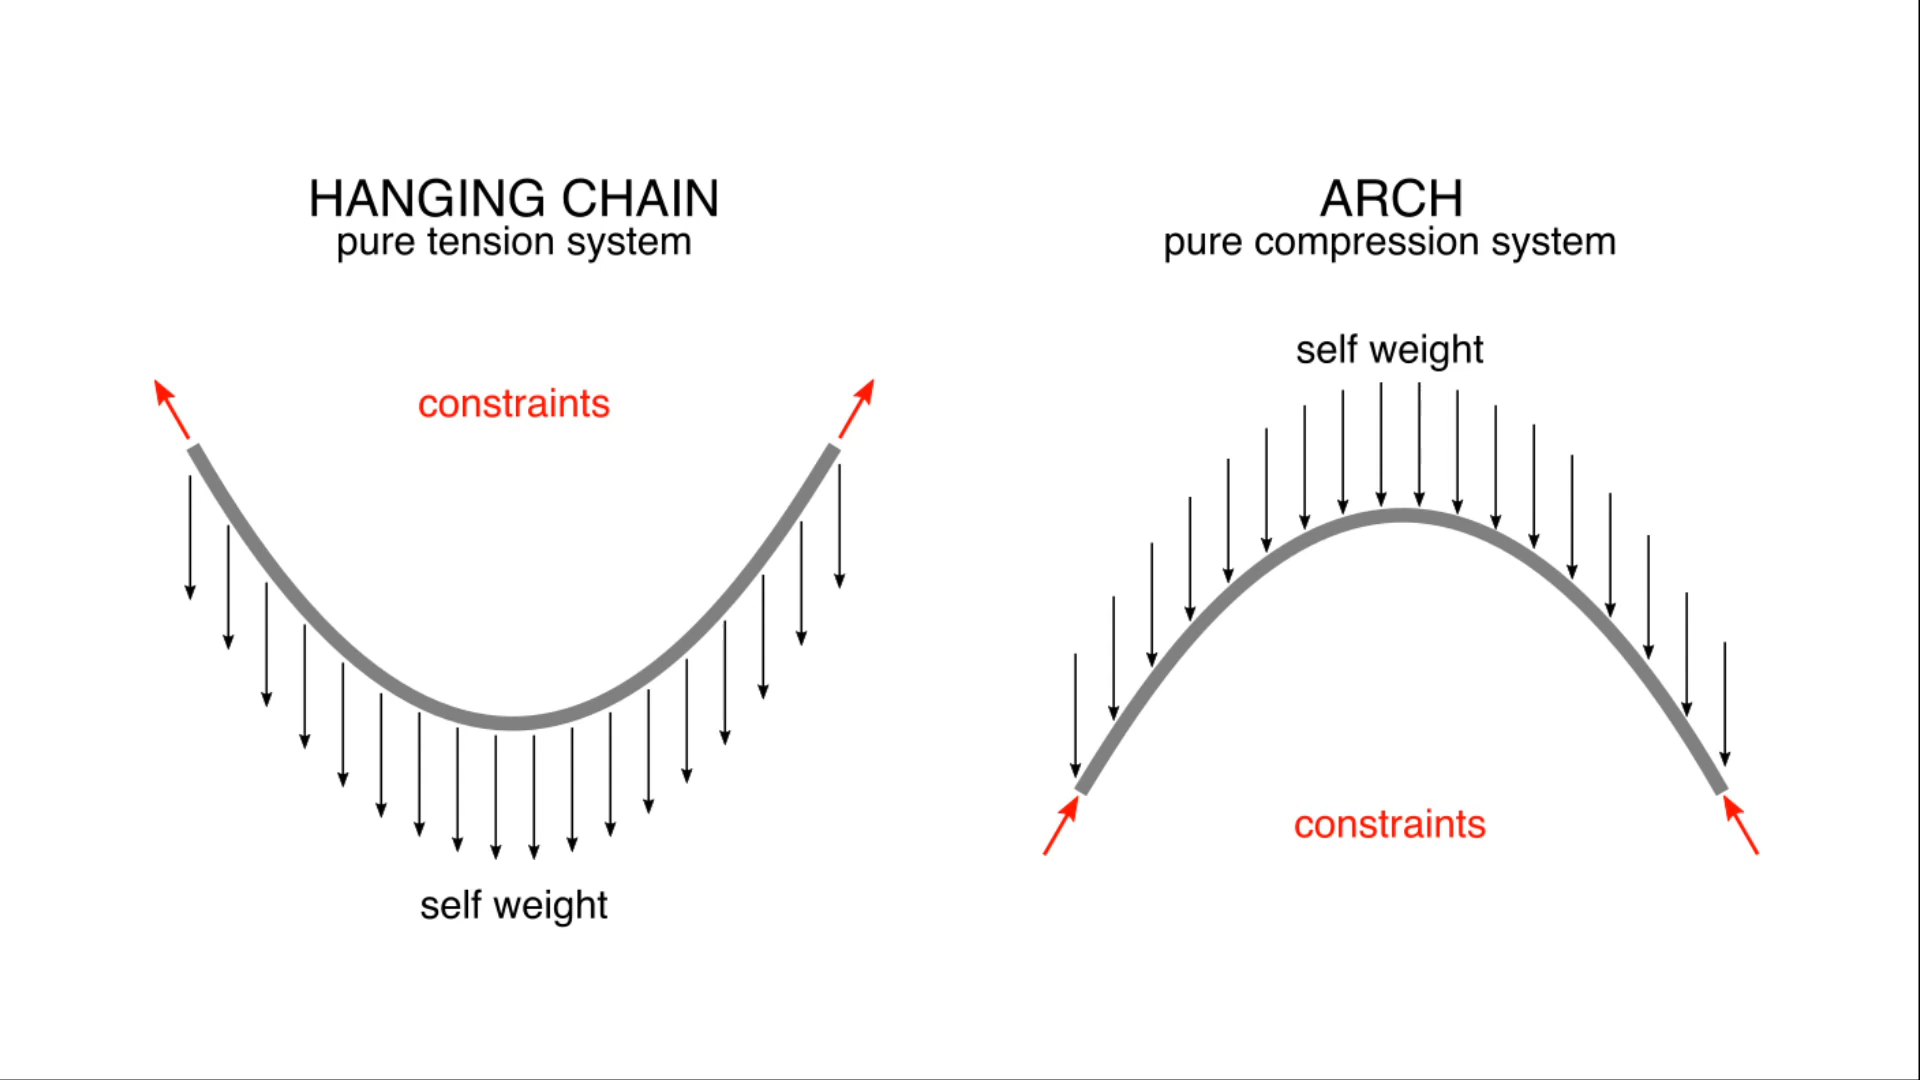 HANGING CHAIN
pure tension system
constraints
self weight
ARCH
pure compression system
self weight
constraints